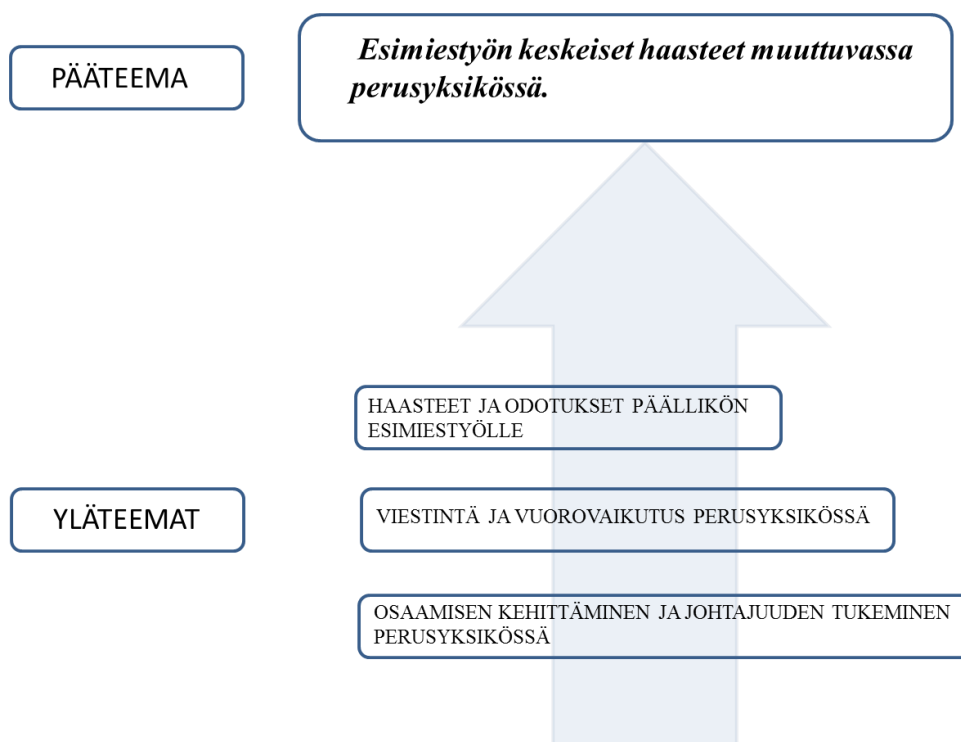 PÄÄTEEMA
Esimiestyön keskeiset haasteet muuttuvassa
perusyksikössä.
HAASTEET JA ODOTUKSET PÄÄLLIKÖN
ESIMIESTYÖLLE
YLÄTEEMAT
VIESTINTÄ JA VUOROVAIKUTUS PERUSYKSIKÖSSÄ
OSAAMISEN KEHITTÄMINEN JA JOHTAJUUDEN TUKEMINEN
PERUSYKSIKÖSSÄ